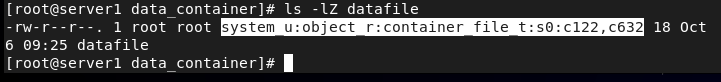 [root@server1 data_container]# ls -lZ datafile
-rw-r--r--. 1 root root system_u:object_r:container_file_t:s0:c122,c632 18 Oct
6 09:25 datafile
[root@server1 data_container]#